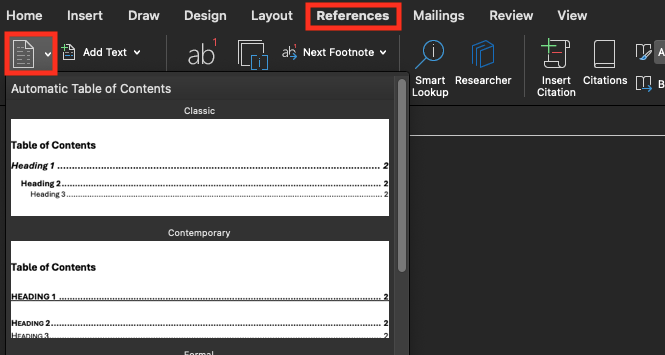 Home Insert Draw Design Layout References Mailings Review View
Add Text
ab1
ab
Next Footnote
Smart Lookup
Researcher
Insert Citation
Citations
A
B
Automatic Table of Contents
Classic
Table of Contents
Heading 1 ........ 2
Heading 2 ........ 2
Heading 3 ........ 2
Contemporary
Table of Contents
HEADING 1 ........ 2
HEADING 2 ........ 2
HEADING 3 ........ 2
Formal